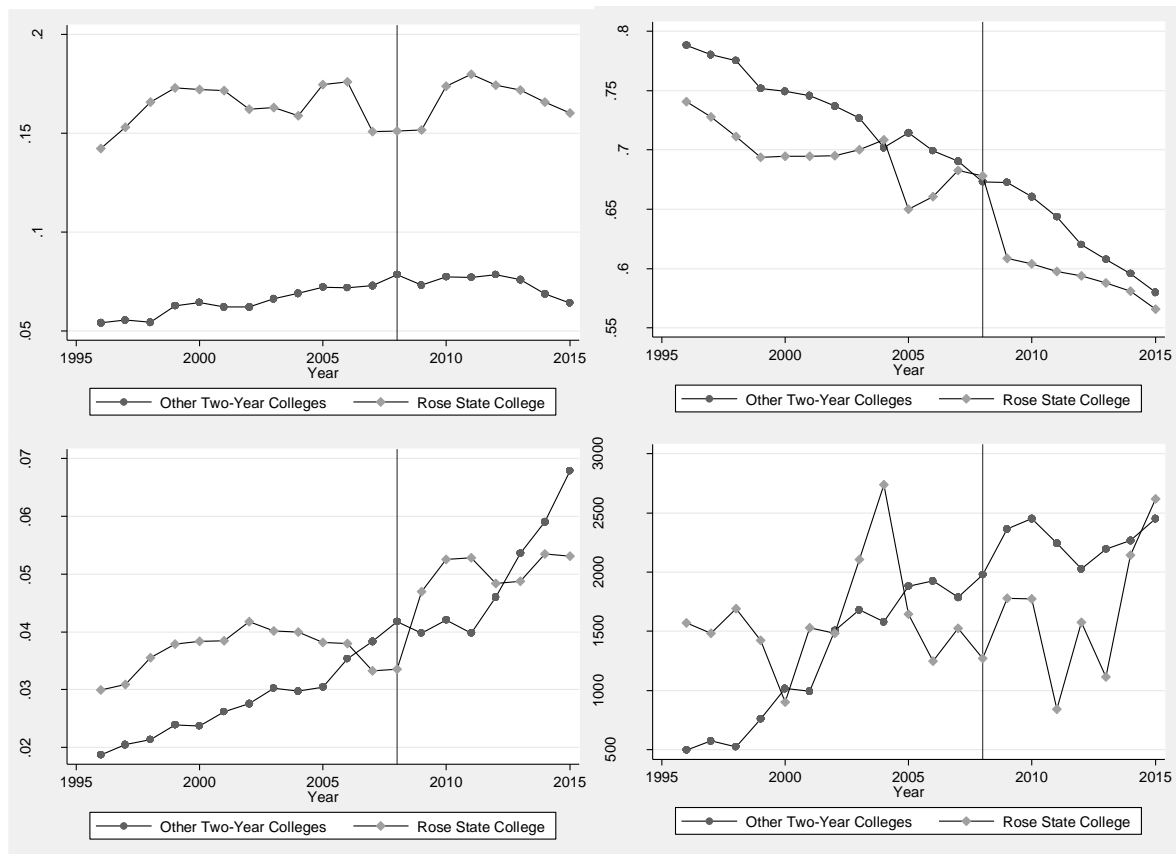 .2
.15
.1
.05
1995 2000 2005 2010 2015
Year
Other Two-Year Colleges Rose State College
.8
.75
.7
.65
.6
.55
1995 2000 2005 2010 2015
Year
Other Two-Year Colleges Rose State College
.07
.06
.05
.04
.03
.02
1995 2000 2005 2010 2015
Year
Other Two-Year Colleges Rose State College
3000
2500
2000
1500
1000
500
1995 2000 2005 2010 2015
Year
Other Two-Year Colleges Rose State College